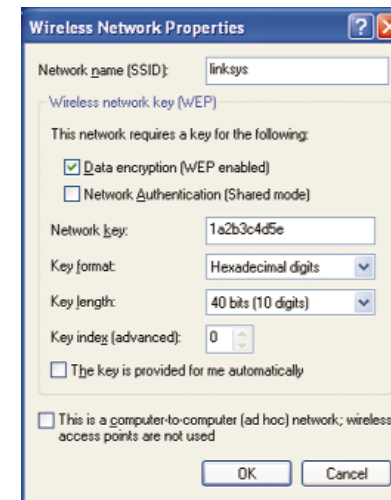 Wireless Network Properties
Network name (SSID): linksys
Wireless network key (WEP)
This network requires a key for the following:
Data encryption (WEP enabled)
Network Authentication (Shared mode)
Network key: 1a2b3c4d5e
Key format: Hexadecimal digits
Key length: 40 bits (10 digits)
Key index (advanced): 0
The key is provided for me automatically
This is a computer-to-computer (ad hoc) network; wireless
access points are not used
OK Cancel